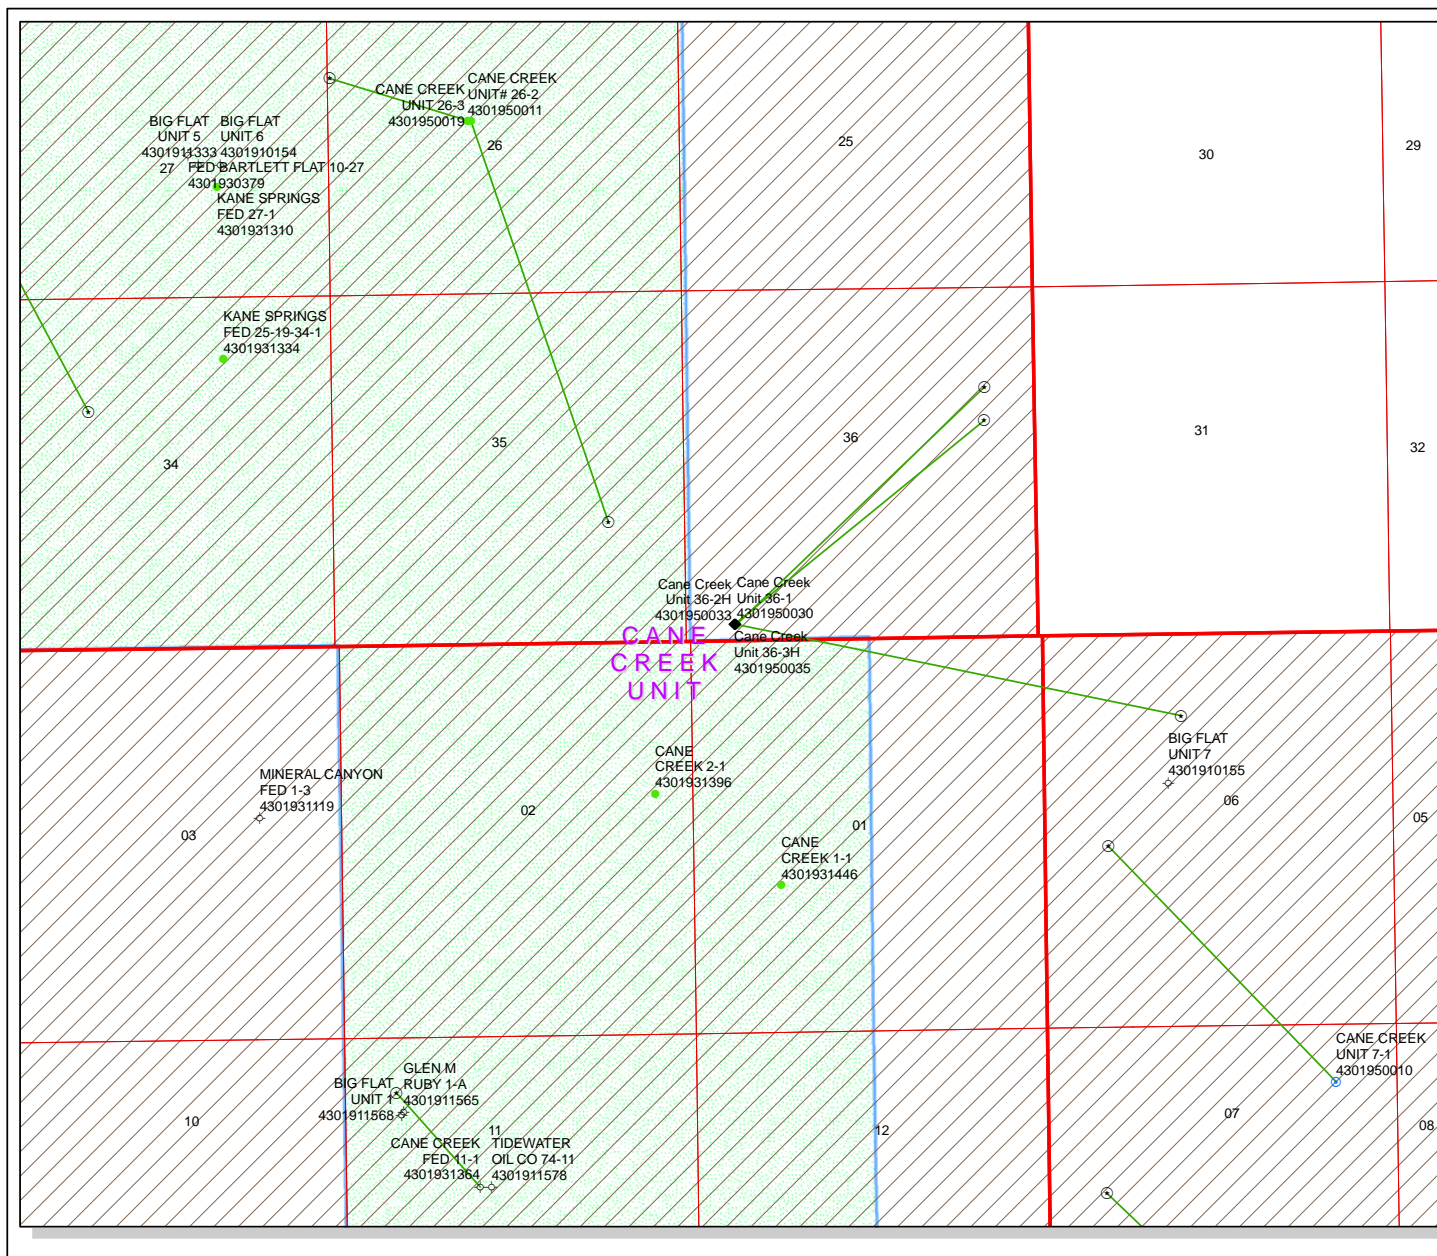 CANE CREEK
UNIT 26-3
4301950019
CANE CREEK
UNIT# 26-2
4301950011
26
25
30
29
BIG FLAT
UNIT 5
4301911333
BIG FLAT
UNIT 6
4301910154
27
FED BARTLETT FLAT 10-27
4301930379
KANE SPRINGS
FED 27-1
4301931310
KANE SPRINGS
FED 25-19-34-1
4301931334
34
35
36
31
32
Cane Creek
Unit 36-2H
4301950033
Cane Creek
Unit 36-1
4301950030
Cane Creek
Unit 36-3H
4301950035
CANE
CREEK
UNIT
MINERAL CANYON
FED 1-3
4301931119
03
02
CANE
CREEK 2-1
4301931396
01
CANE
CREEK 1-1
4301931446
BIG FLAT
UNIT 7
4301910155
06
05
CANE CREEK
UNIT 7-1
4301950010
GLEN M
RUBY 1-A
4301911565
BIG FLAT
UNIT 1
4301911568
10
11
CANE CREEK
FED 11-1
4301931364
TIDEWATER
OIL CO 74-11
4301911578
12
07
08